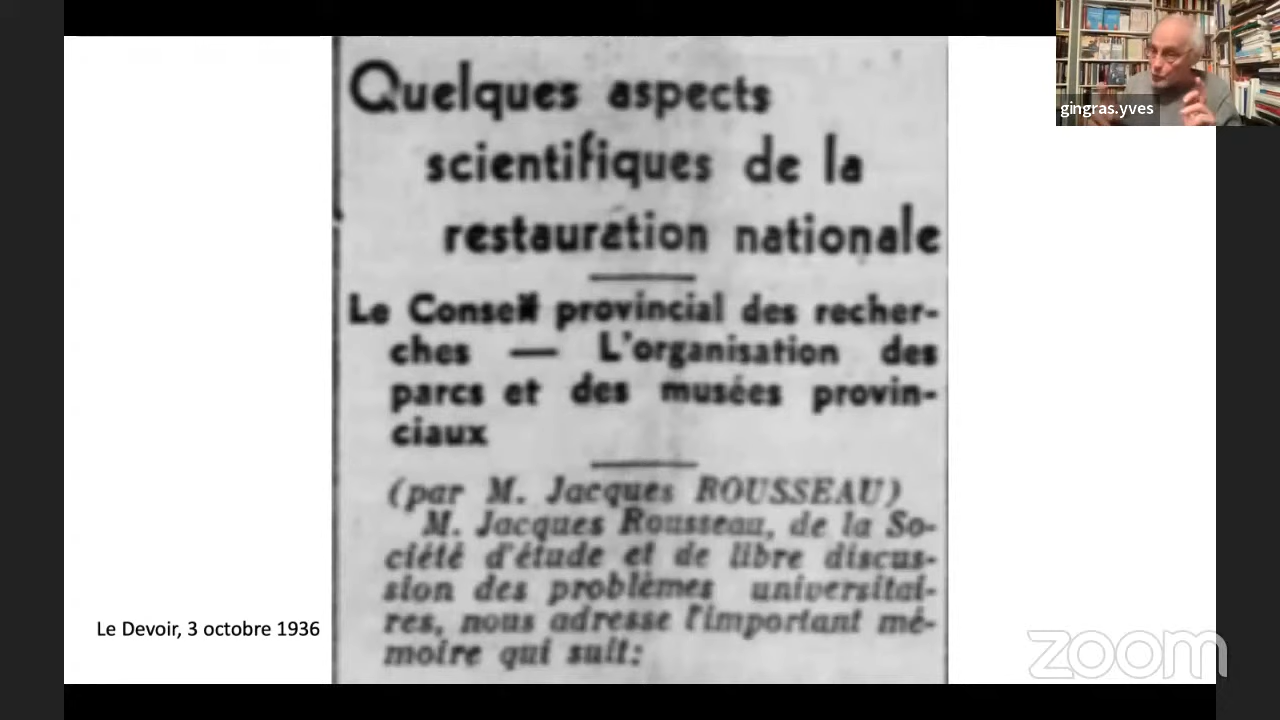 Quelques aspects
scientifiques de la
restauration nationale
Le Conseil provincial des recher-
ches — L'organisation des
parcs et des musées provin-
ciaux
(par M. Jacques ROUSSEAU)
M. Jacques Rousseau, de la So-
ciété d'étude et de libre discus-
sion des problèmes universitai-
res, nous adresse l'important mé-
moire qui suit:
Le Devoir, 3 octobre 1936
gingras.yves
zoom